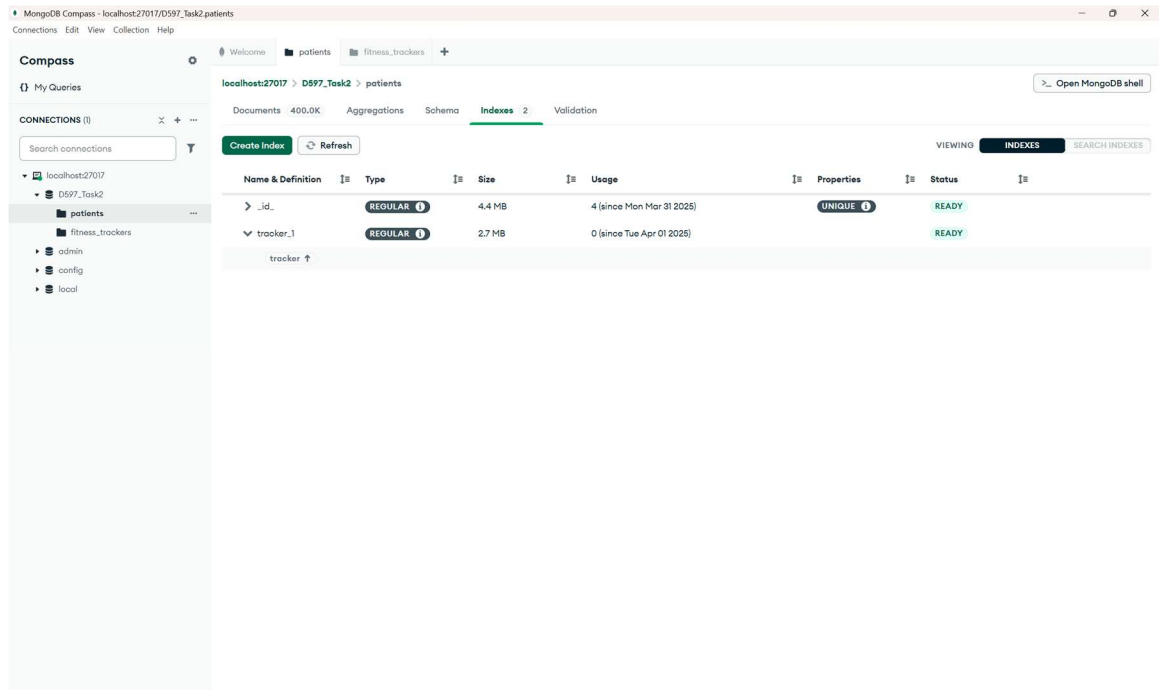 MongoDB Compass - localhost:27017/D597_Task2.patients
Connections Edit View Collection Help
Compass
My Queries
CONNECTIONS (1)
Search connections
localhost:27017
D597_Task2
patients
fitness_trackers
admin
config
local
Welcome patients fitness_trackers
localhost:27017 > D597_Task2 > patients
>_ Open MongoDB shell
Documents 400.0K Aggregations Schema Indexes 2 Validation
Create Index Refresh
VIEWING INDEXES SEARCH INDEXES
Name & Definition Type Size Usage Properties Status
_id_ REGULAR 4.4 MB 4 (since Mon Mar 31 2025) UNIQUE READY
tracker_1 REGULAR 2.7 MB 0 (since Tue Apr 01 2025) READY
tracker ↑